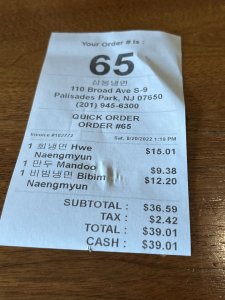 Your Order # is :
65
삼봉냉면
110 Broad Ave S-9
Palisades Park, NJ 07650
(201) 945-6300
QUICK ORDER
ORDER #65
Invoice #
Sat, 8/20/2022 1:10 PM
1 회냉면 Hwe $15.01
Naengmyun
1 만두 Mandoo $9.38
1 비빔냉면 Bibim $12.20
Naengmyun
SUBTOTAL : $36.59
TAX : $2.42
TOTAL : $39.01
CASH : $39.01